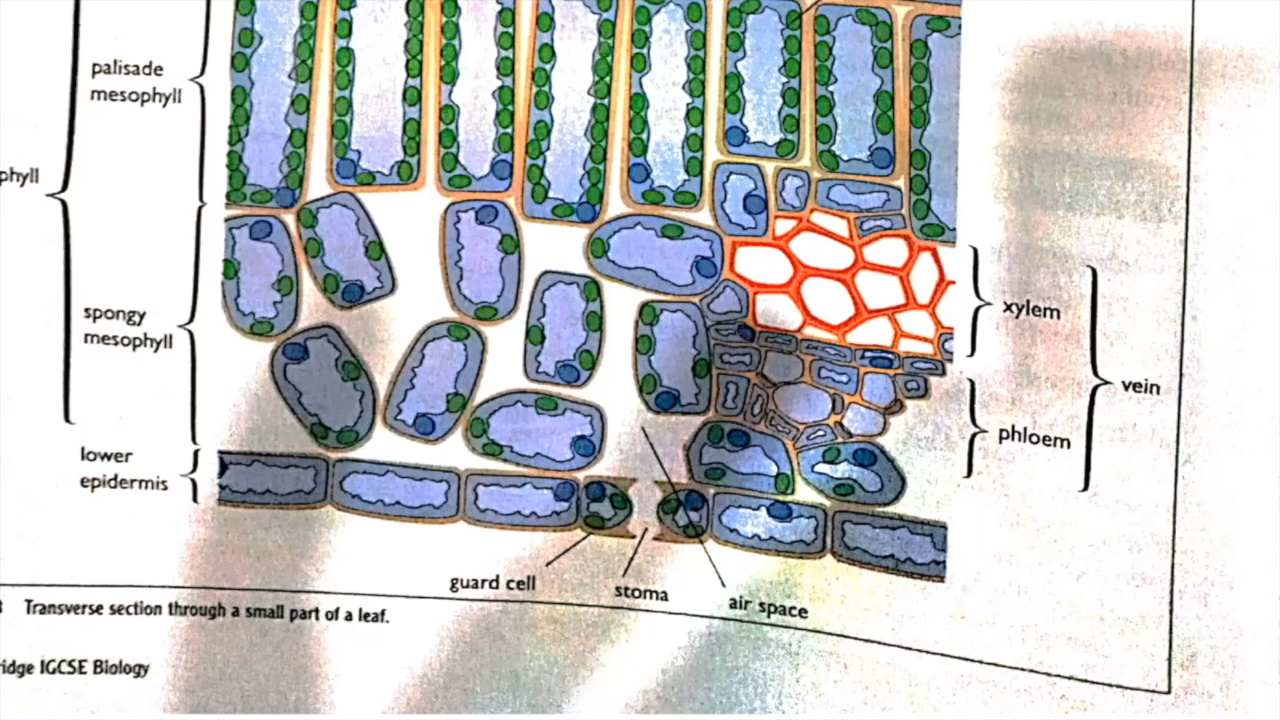 palisade
mesophyll
phyll
spongy
mesophyll
lower
epidermis
xylem
vein
phloem
guard cell
stoma
air space
Transverse section through a small part of a leaf.
idge IGCSE Biology